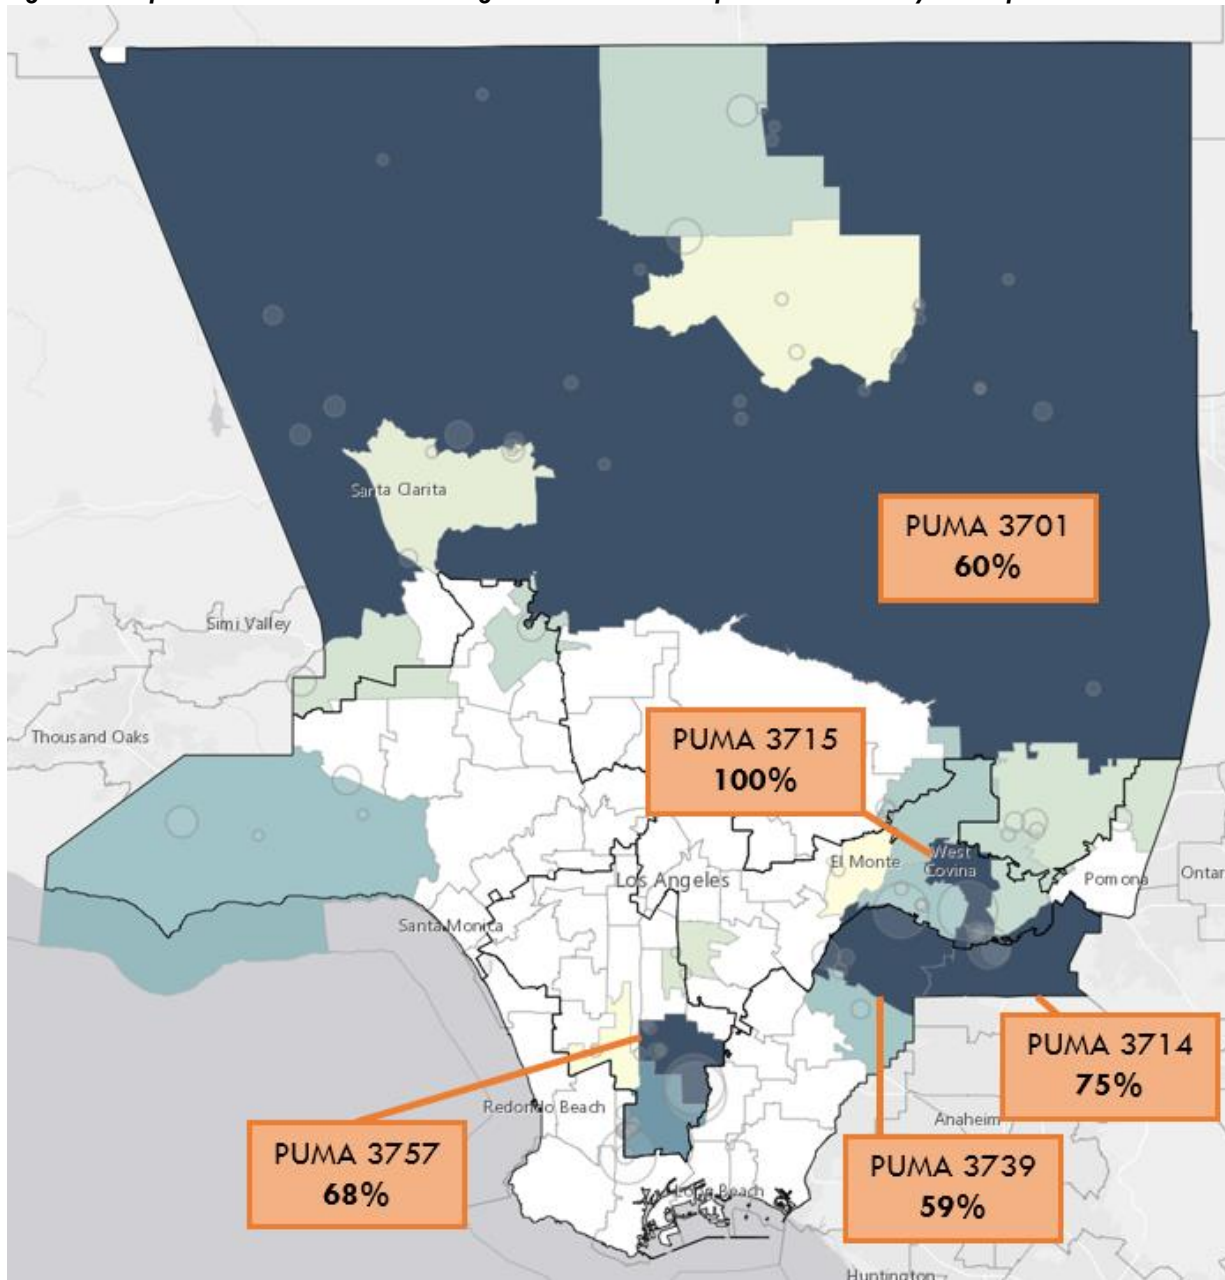 Santa Clarita
PUMA 3701
60%
Simi Valley
Thousand Oaks
PUMA 3715
100%
El Monte
West
Covina
Los Angeles
Pomona
Ontar
Santa Monica
PUMA 3714
75%
Redondo Beach
Anaheim
PUMA 3757
68%
PUMA 3739
59%
Long Beach
Huntington